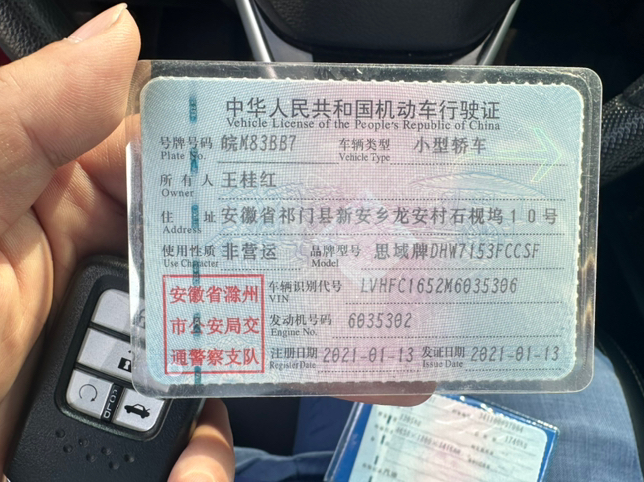 中华人民共和国机动车行驶证
Vehicle License of the People's Republic of China
号牌号码 皖M83BB7 车辆类型 小型轿车
Plate No. Vehicle Type
所有人 王桂红
Owner
住址 安徽省祁门县新安乡龙安村石枧坞10号
Address
使用性质 非营运 品牌型号 思域牌DHW7153FCCSF
Use Character Model
安徽省滁州 车辆识别代号 LVHFC1652M6035306
VIN
市公安局交 发动机号码 6035302
Engine No.
通警察支队 注册日期 2021-01-13 发证日期 2021-01-13
Register Date Issue Date